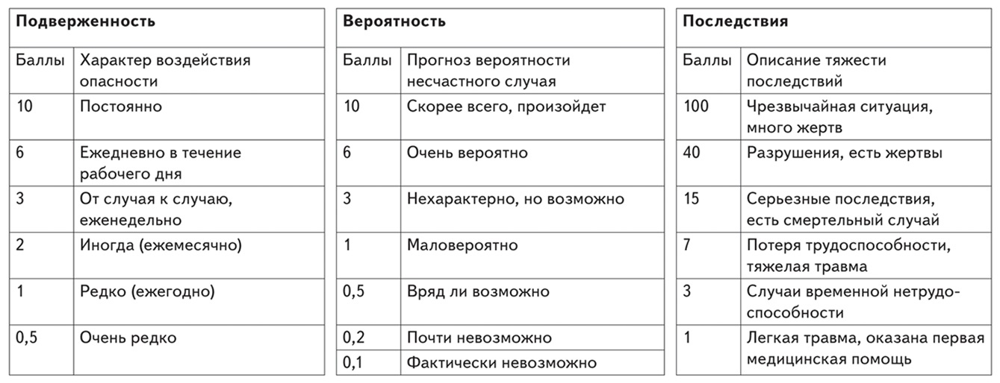 Подверженность
Баллы Характер воздействия
опасности
10 Постоянно
6 Ежедневно в течение
рабочего дня
3 От случая к случаю,
еженедельно
2 Иногда (ежемесячно)
1 Редко (ежегодно)
0,5 Очень редко
Вероятность
Баллы Прогноз вероятности
несчастного случая
10 Скорее всего, произойдет
6 Очень вероятно
3 Нехарактерно, но возможно
1 Маловероятно
0,5 Вряд ли возможно
0,2 Почти невозможно
0,1 Фактически невозможно
Последствия
Баллы Описание тяжести
последствий
100 Чрезвычайная ситуация,
много жертв
40 Разрушения, есть жертвы
15 Серьезные последствия,
есть смертельный случай
7 Потеря трудоспособности,
тяжелая травма
3 Случаи временной нетрудо-
способности
1 Легкая травма, оказана первая
медицинская помощь